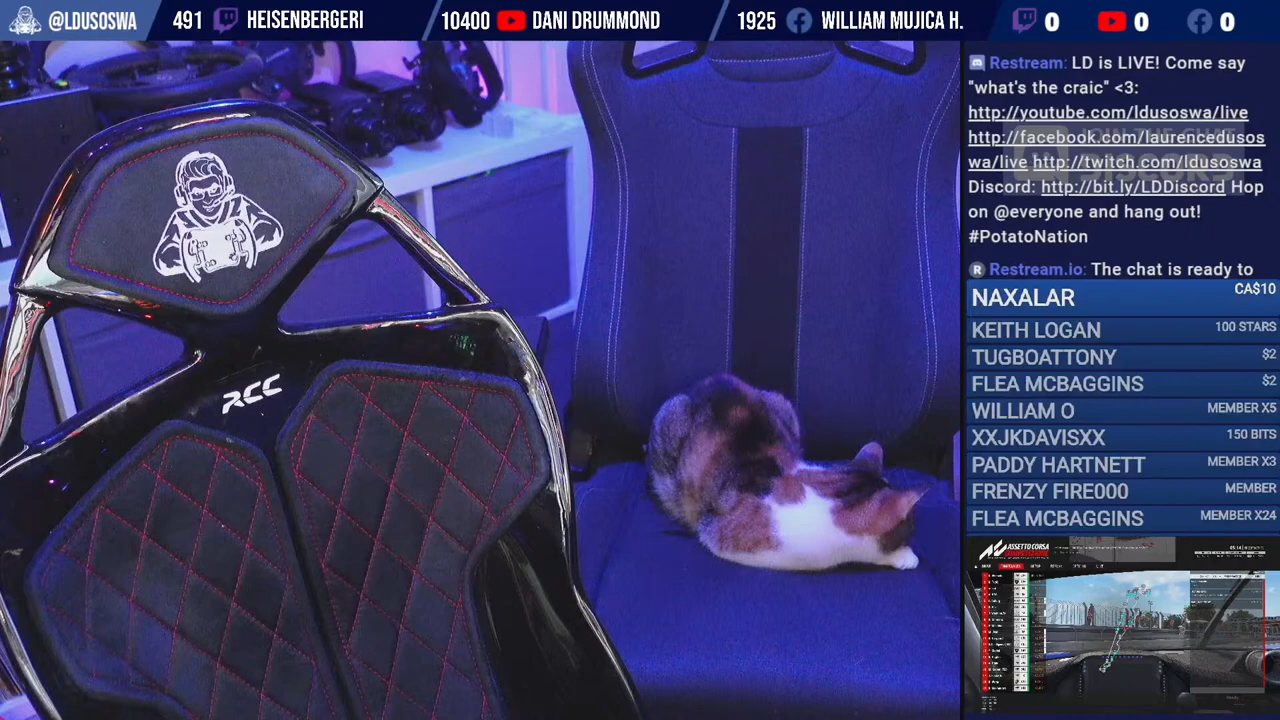 @LDUSOSWA 491 HEISENBERGERI 10400 DANI DRUMMOND 1925 WILLIAM MUJICA H. 0 0 0
Restream: LD is LIVE! Come say
"what's the craic" <3:
http://youtube.com/ldusoswa/live
http://facebook.com/laurencedusos
wa/live http://twitch.com/ldusoswa
Discord: http://bit.ly/LDDiscord Hop
on @everyone and hang out!
#PotatoNation
Restream.io: The chat is ready to
NAXALAR CA$10
KEITH LOGAN 100 STARS
TUGBOATTONY $2
FLEA MCBAGGINS $2
WILLIAM O MEMBER X5
XXJKDAVISXX 150 BITS
PADDY HARTNETT MEMBER X3
FRENZY FIRE000 MEMBER
FLEA MCBAGGINS MEMBER X24
RCC
ASSETTO CORSA